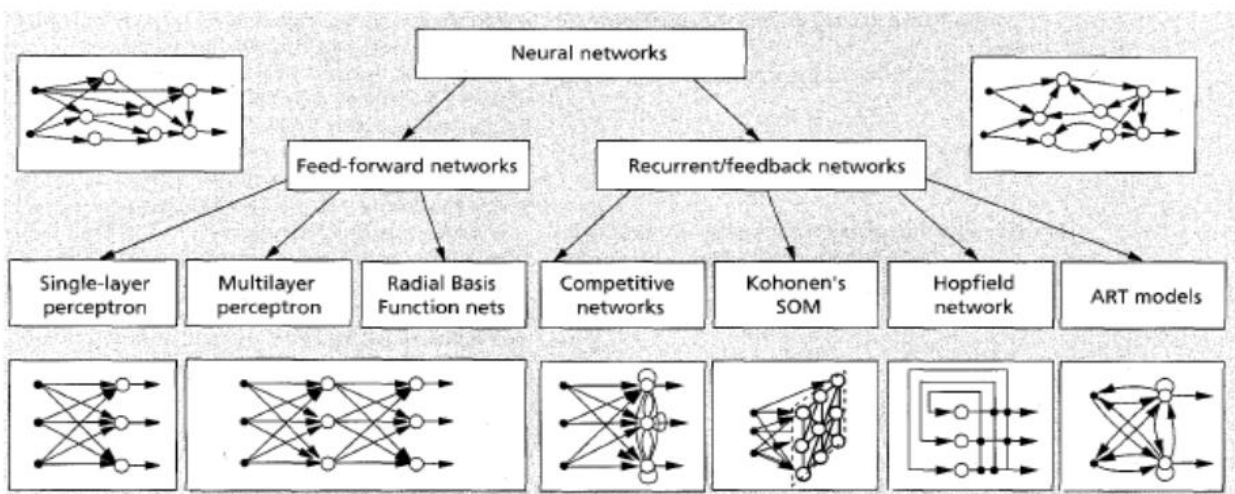 Neural networks
Feed-forward networks
Recurrent/feedback networks
Single-layer
perceptron
Multilayer
perceptron
Radial Basis
Function nets
Competitive
networks
Kohonen's
SOM
Hopfield
network
ART models